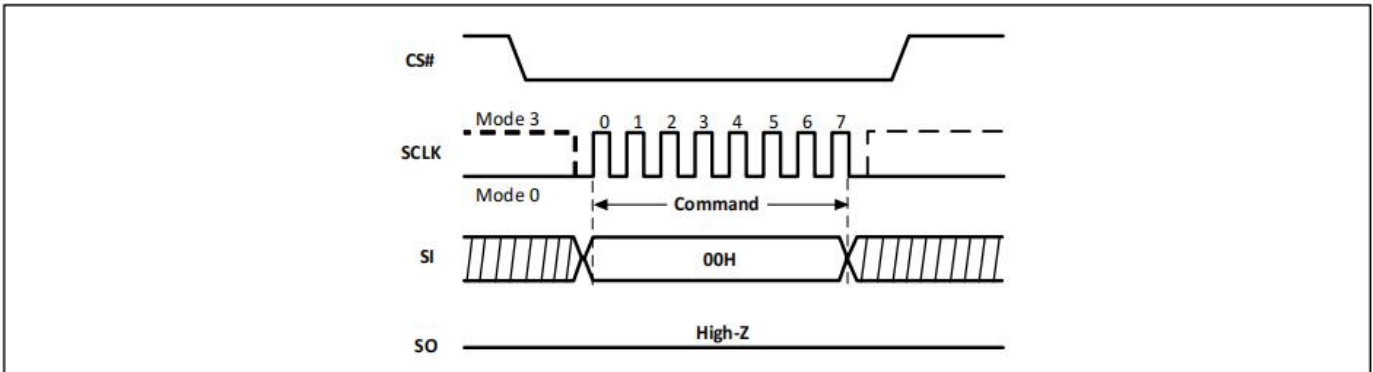 CS#
Mode 3
0 1 2 3 4 5 6 7
SCLK
Mode 0
Command
SI
00H
High-Z
SO